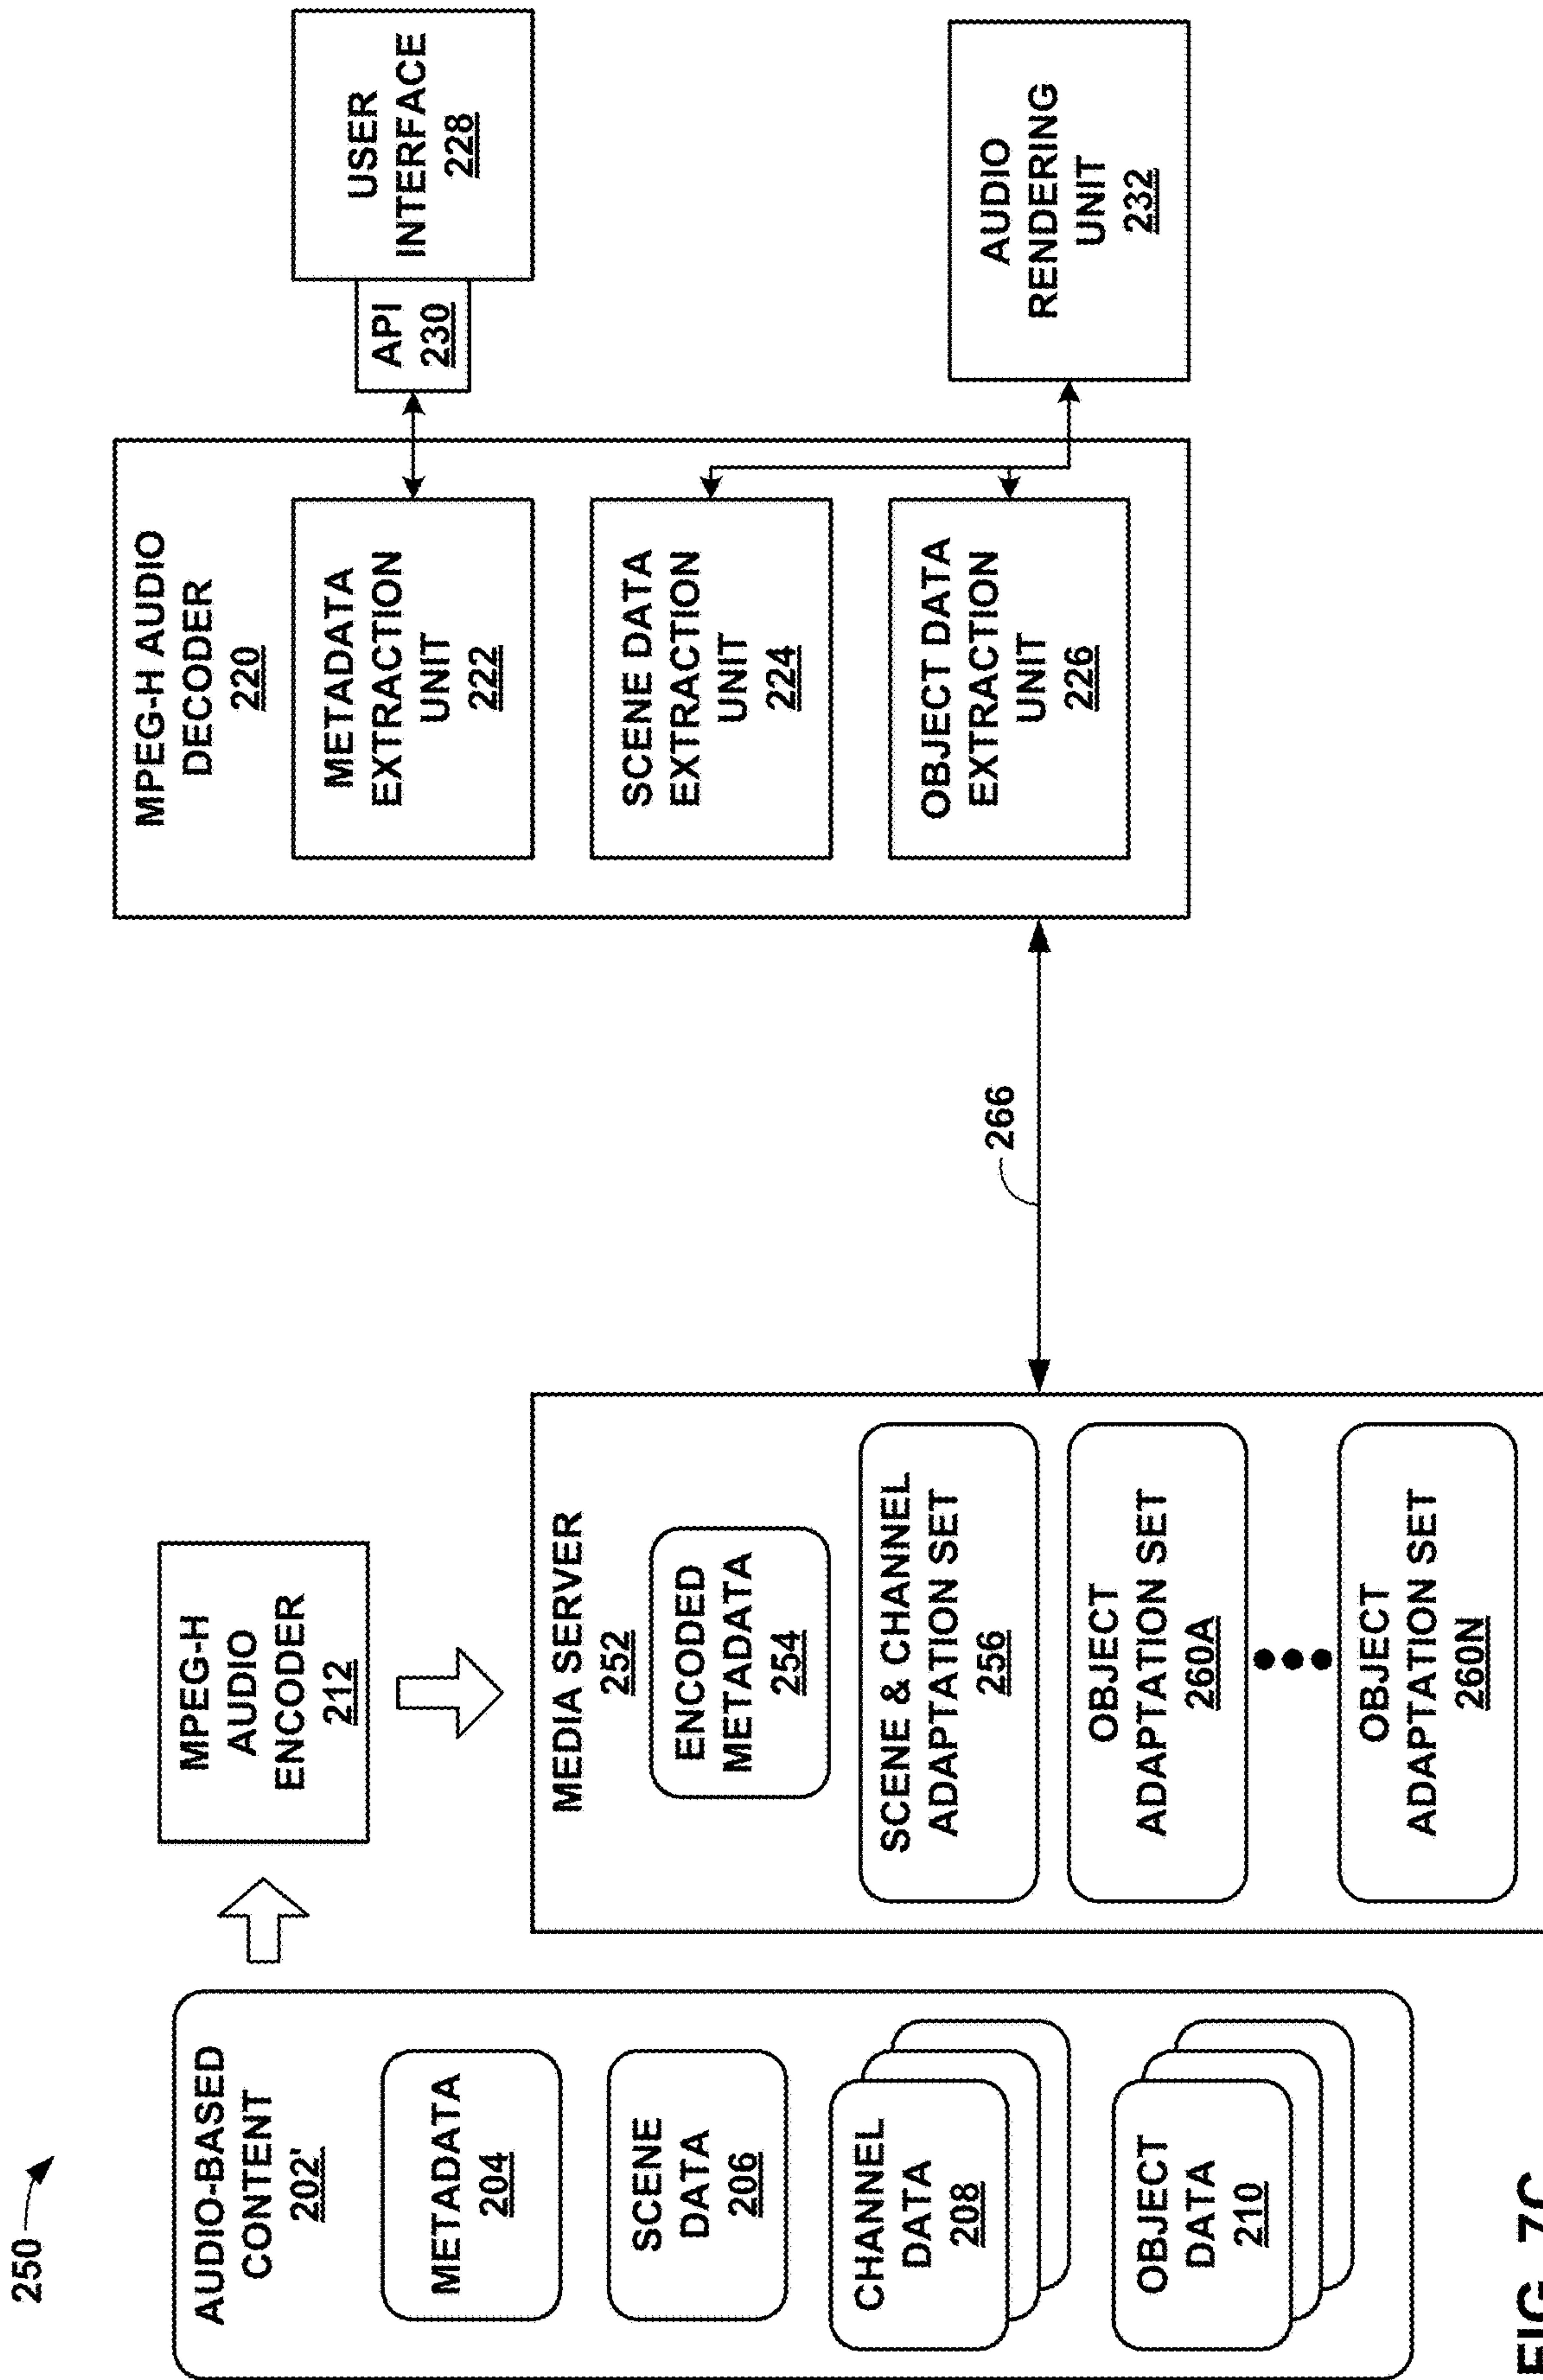 250
AUDIO-BASED
CONTENT
202'
METADATA
204
SCENE
DATA
206
CHANNEL
DATA
208
OBJECT
DATA
210
MPEG-H
AUDIO
ENCODER
212
MEDIA SERVER
252
ENCODED
METADATA
254
SCENE & CHANNEL
ADAPTATION SET
256
OBJECT
ADAPTATION SET
260A
OBJECT
ADAPTATION SET
260N
266
MPEG-H AUDIO
DECODER
220
METADATA
EXTRACTION
UNIT
222
SCENE DATA
EXTRACTION
UNIT
224
OBJECT DATA
EXTRACTION
UNIT
226
API
230
USER
INTERFACE
228
AUDIO
RENDERING
UNIT
232
FIG. 7C